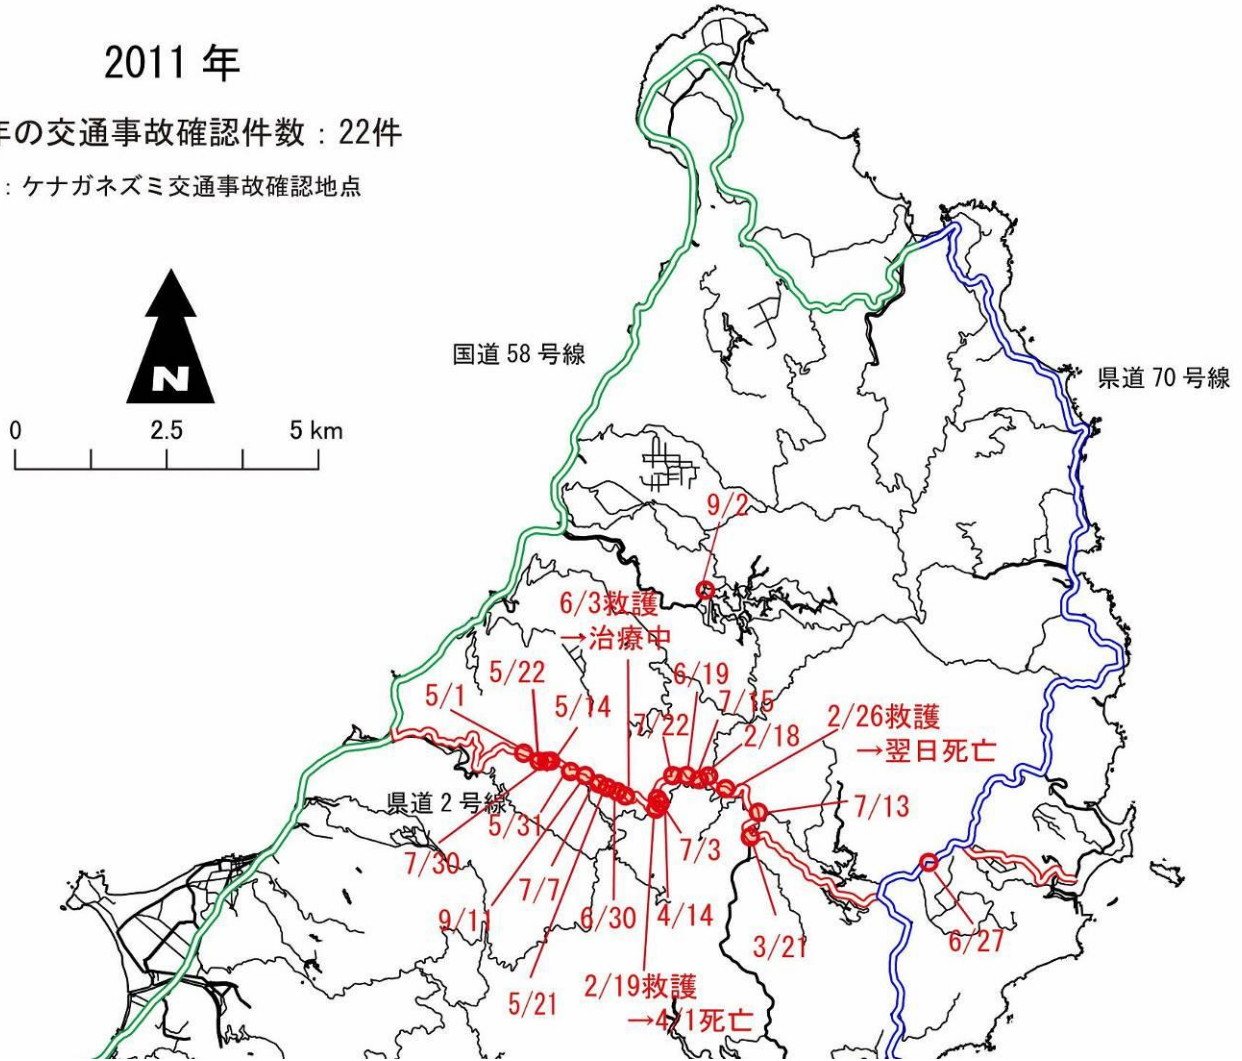 2011 年
年の交通事故確認件数：22件
：ケナガネズミ交通事故確認地点
N
0 2.5 5 km
国道 58 号線
県道 70 号線
9/2
6/3救護
→治療中
5/22
6/19
5/1
5/14
7/22
7/15
2/18
2/26救護
→翌日死亡
県道 2 号線
7/13
5/31
7/30
7/3
7/7
9/11
6/30
4/14
3/21
6/27
5/21
2/19救護
→4/1死亡